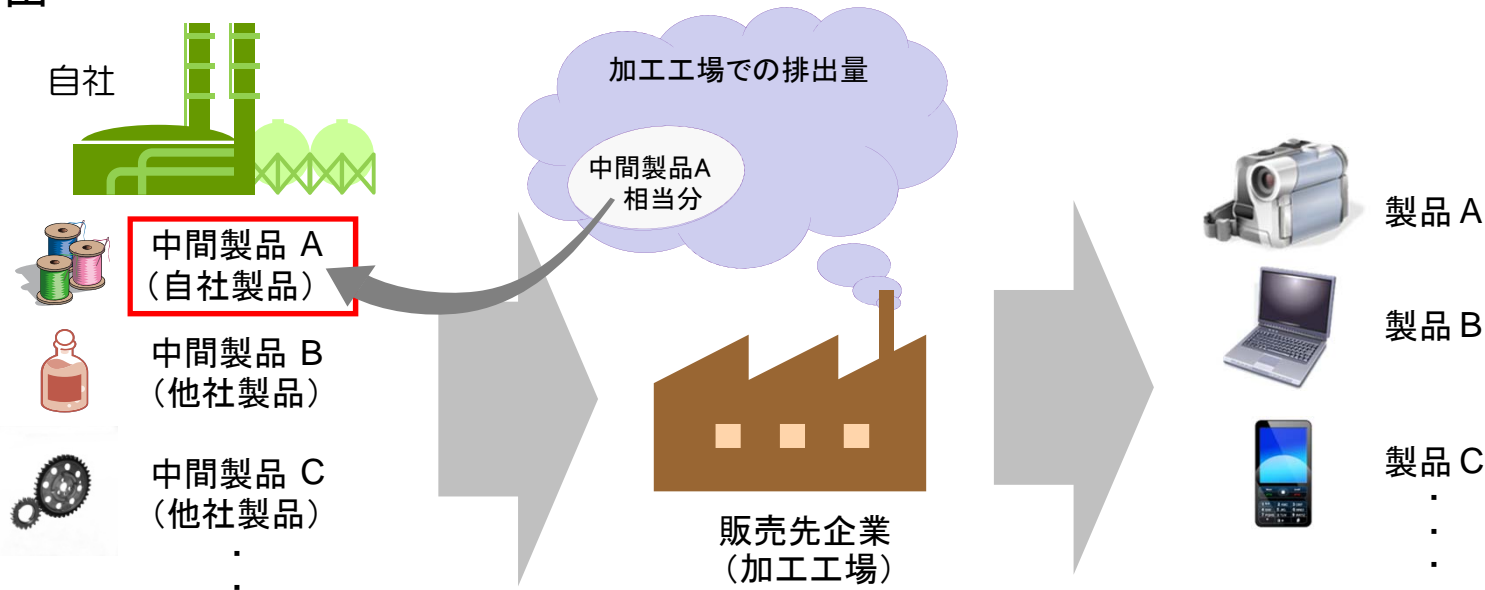 自社
加工工場での排出量
中間製品A
相当分
中間製品 A
（自社製品）
中間製品 B
（他社製品）
中間製品 C
（他社製品）
・
・
販売先企業
（加工工場）
製品 A
製品 B
製品 C
・
・
・